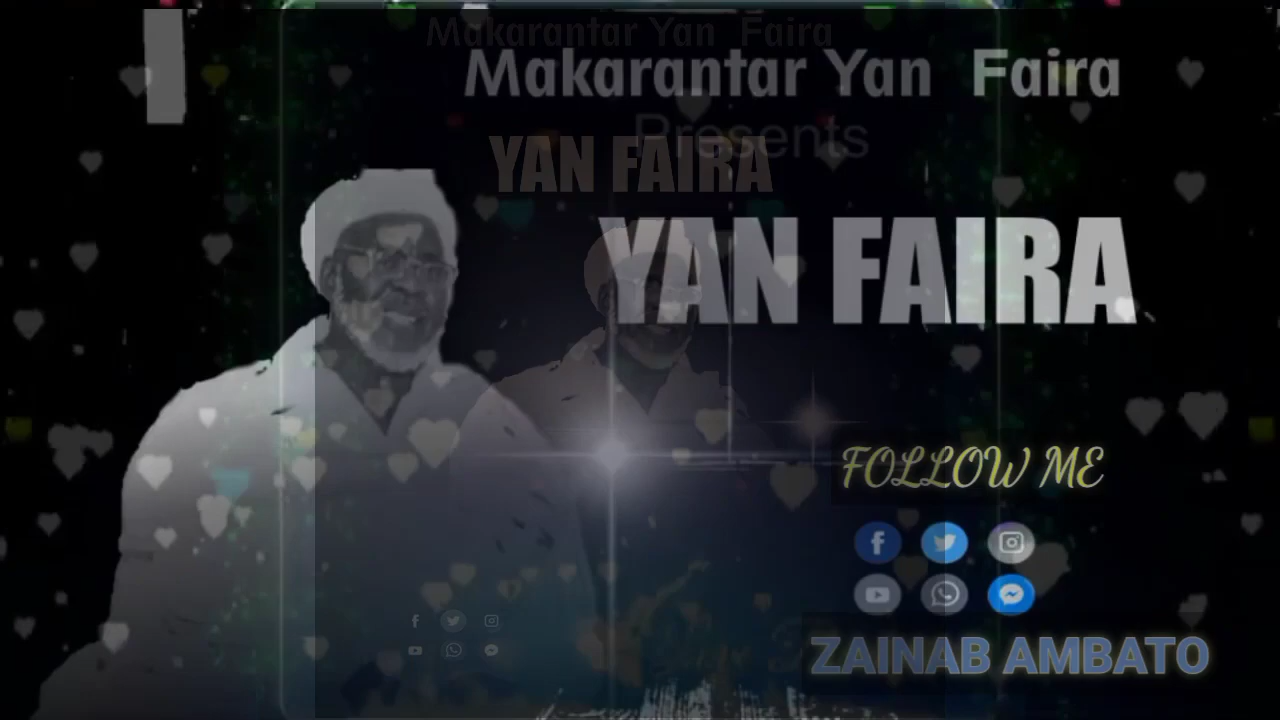 Makarantar Yan Faira
Makarantar Yan Faira
Presents
YAN FAIRA
YAN FAIRA
FOLLOW ME
ZAINAB AMBATO